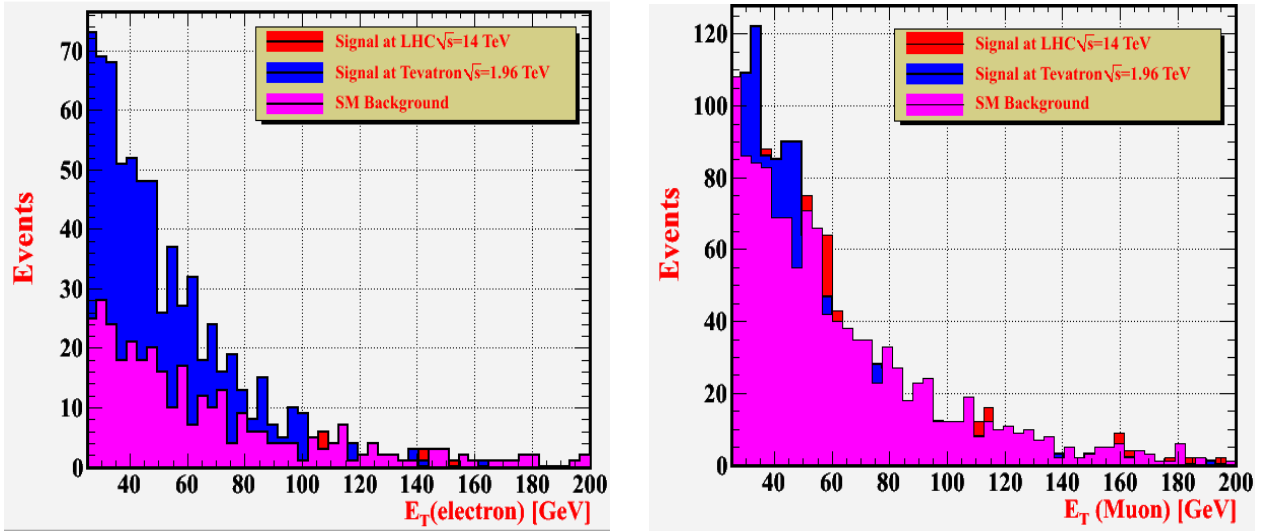 Signal at LHC√s=14 TeV
Signal at Tevatron√s=1.96 TeV
SM Background
Events
70
60
50
40
30
20
10
0
40 60 80 100 120 140 160 180 200
E_T(electron) [GeV]
Signal at LHC√s=14 TeV
Signal at Tevatron√s=1.96 TeV
SM Background
Events
120
100
80
60
40
20
0
40 60 80 100 120 140 160 180 200
E_T (Muon) [GeV]